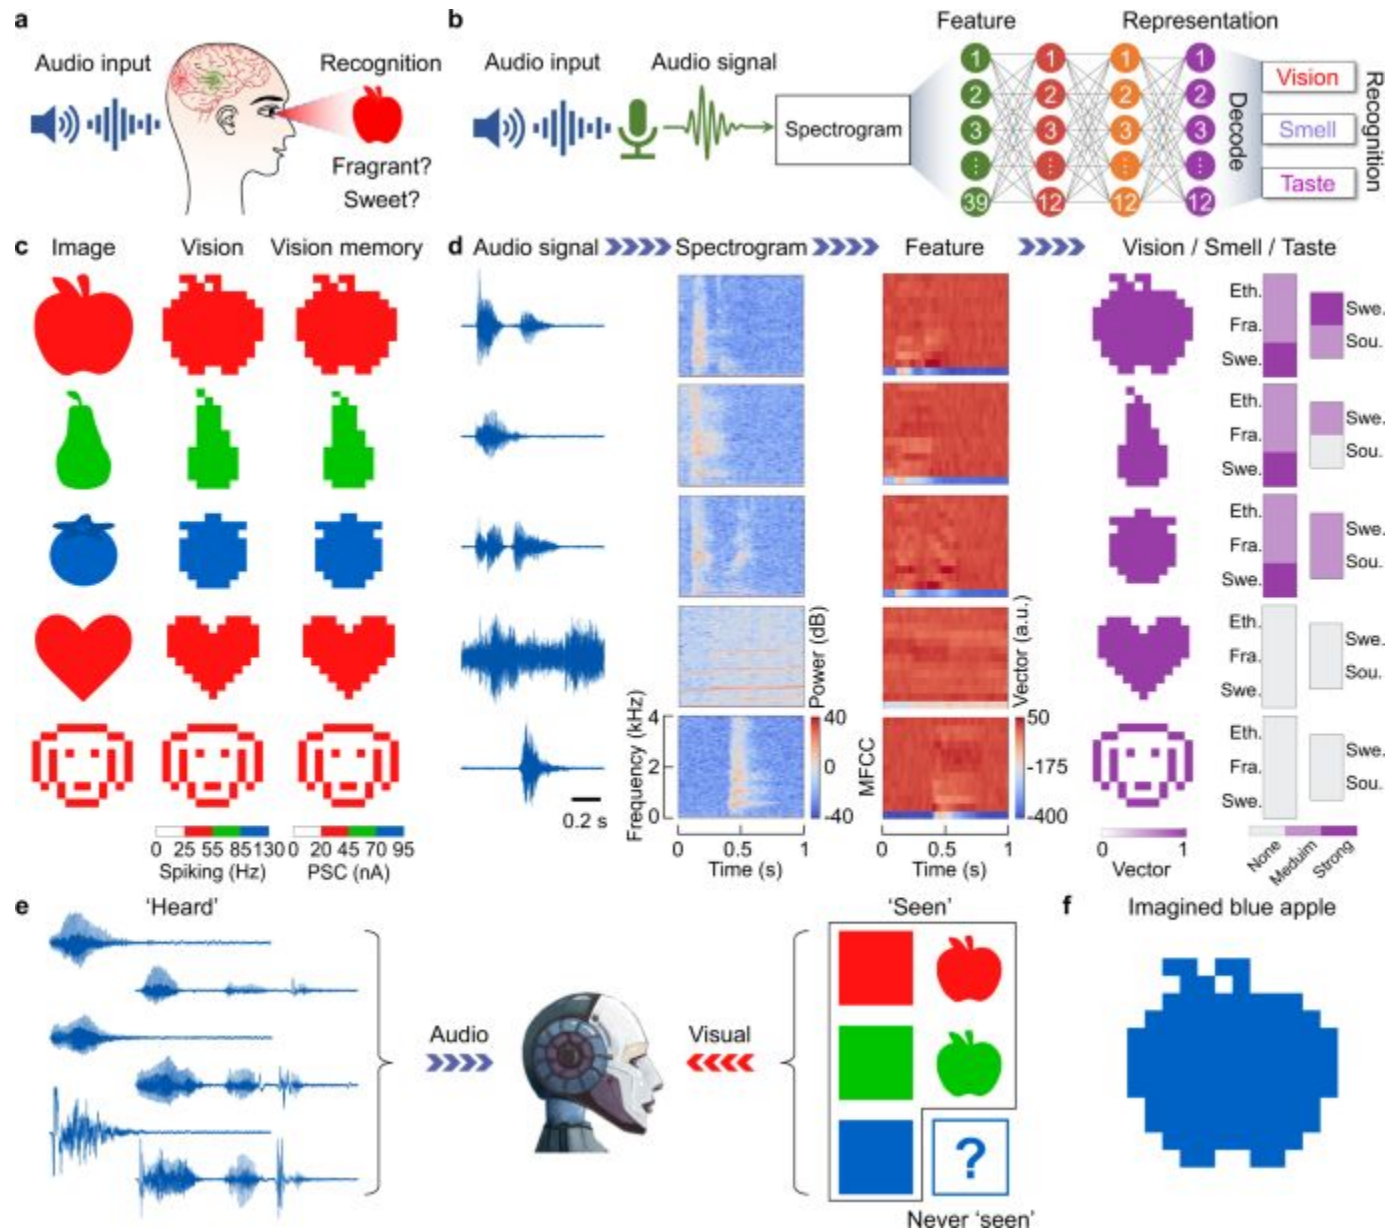 a
Audio input
Recognition
Fragrant?
Sweet?
b
Audio input
Audio signal
Spectrogram
Feature
Representation
1 1 1 1
2 2 2 2
3 3 3 3
39 12 12 12
Decode
Vision
Smell
Taste
Recognition
c
Image
Vision
Vision memory
0 25 55 85 130
Spiking (Hz)
0 20 45 70 95
PSC (nA)
d
Audio signal
Spectrogram
Feature
Vision / Smell / Taste
Eth.
Fra.
Swe.
Swe.
Sou.
Eth.
Fra.
Swe.
Swe.
Sou.
Eth.
Fra.
Swe.
Swe.
Sou.
Eth.
Fra.
Swe.
Swe.
Sou.
Eth.
Fra.
Swe.
Swe.
Sou.
0.2 s
Frequency (kHz)
4
2
0
0 0.5 1
Time (s)
Power (dB)
40
0
-40
MFCC
0 0.5 1
Time (s)
Vector (a.u.)
50
-175
-400
0 1
Vector
None
Meduim
Strong
e
'Heard'
Audio
Visual
'Seen'
?
Never 'seen'
f
Imagined blue apple